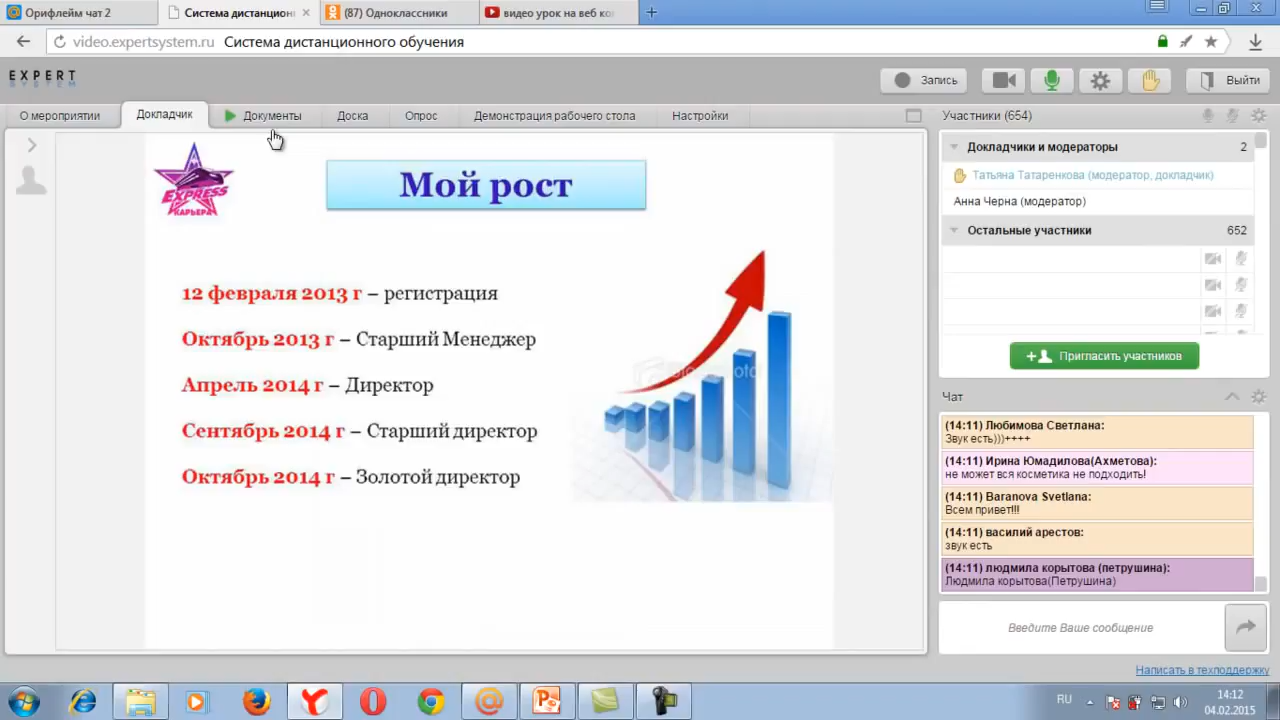 Орифлейм чат 2
Система дистанционн
(87) Одноклассники
видео урок на веб ко
video.expertsystem.ru Система дистанционного обучения
EXPERT
SYSTEM
Запись
Выйти
О мероприятии
Докладчик
Документы
Доска
Опрос
Демонстрация рабочего стола
Настройки
EXPRESS
КАРЬЕРА
Мой рост
12 февраля 2013 г – регистрация
Октябрь 2013 г – Старший Менеджер
Апрель 2014 г – Директор
Сентябрь 2014 г – Старший директор
Октябрь 2014 г – Золотой директор
Участники (654)
Докладчики и модераторы 2
Татьяна Татаренкова (модератор, докладчик)
Анна Черна (модератор)
Остальные участники 652
Пригласить участников
Чат
(14:11) Любимова Светлана:
Звук есть)))++++
(14:11) Ирина Юмадилова(Ахметова):
не может вся косметика не подходить!
(14:11) Baranova Svetlana:
Всем привет!!!
(14:11) василий арестов:
звук есть
(14:11) людмила корытова (петрушина):
Людмила корытова(Петрушина)
Введите Ваше сообщение
Написать в техподдержку
RU
14:12
04.02.2015